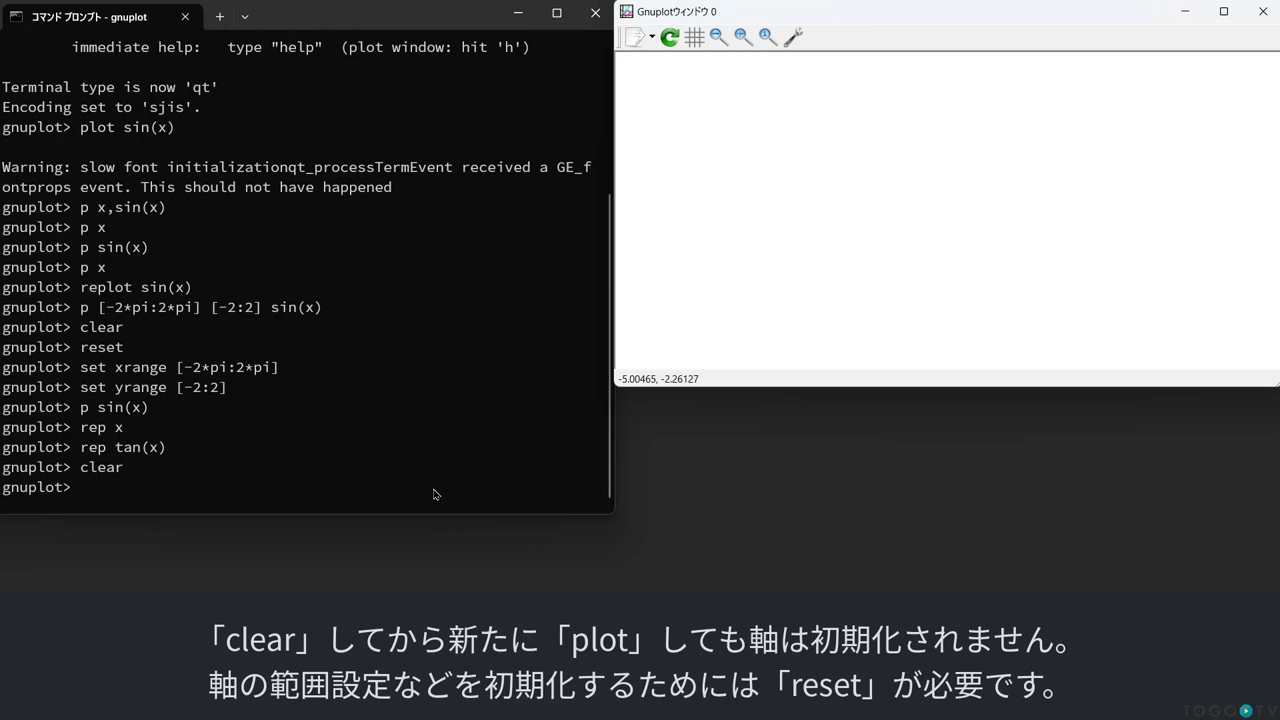 コマンド プロンプト - gnuplot
immediate help:   type "help"  (plot window: hit 'h')
Terminal type is now 'qt'
Encoding set to 'sjis'.
gnuplot> plot sin(x)
Warning: slow font initializationqt_processTermEvent received a GE_f
ontprops event. This should not have happened
gnuplot> p x,sin(x)
gnuplot> p x
gnuplot> p sin(x)
gnuplot> p x
gnuplot> replot sin(x)
gnuplot> p [-2*pi:2*pi] [-2:2] sin(x)
gnuplot> clear
gnuplot> reset
gnuplot> set xrange [-2*pi:2*pi]
gnuplot> set yrange [-2:2]
gnuplot> p sin(x)
gnuplot> rep x
gnuplot> rep tan(x)
gnuplot> clear
gnuplot>
Gnuplotウィンドウ 0
-5.00465, -2.26127
「clear」してから新たに「plot」しても軸は初期化されません。
軸の範囲設定などを初期化するためには「reset」が必要です。
TOGO TV